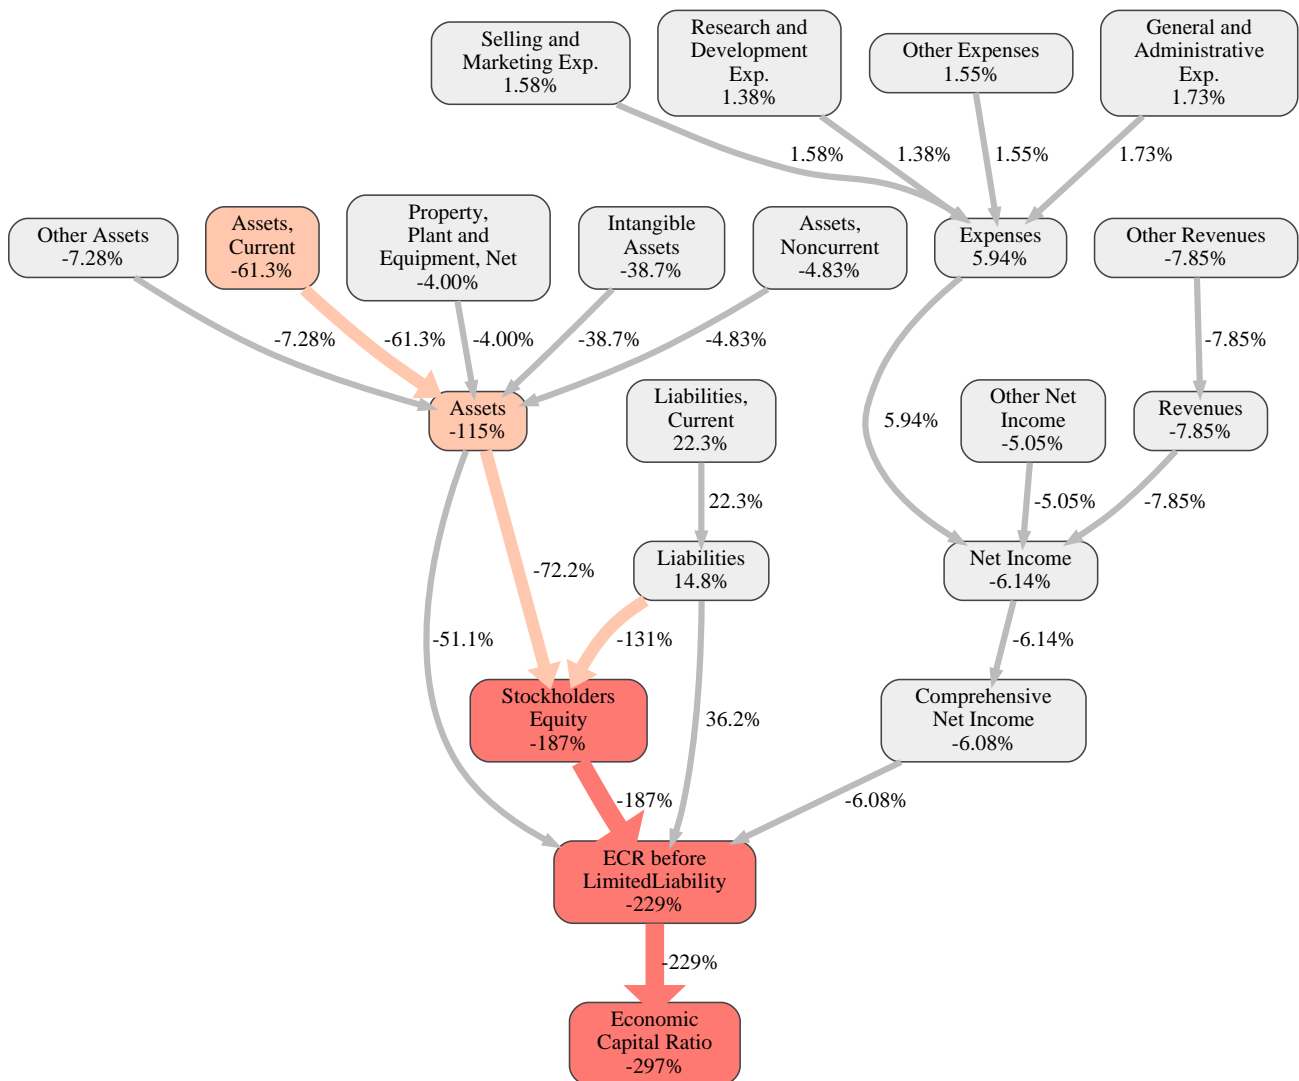 Selling and
Marketing Exp.
1.58%
Research and
Development
Exp.
1.38%
Other Expenses
1.55%
General and
Administrative
Exp.
1.73%
1.58%
1.38%
1.55%
1.73%
Other Assets
-7.28%
Assets,
Current
-61.3%
Property,
Plant and
Equipment, Net
-4.00%
Intangible
Assets
-38.7%
Assets,
Noncurrent
-4.83%
Expenses
5.94%
Other Revenues
-7.85%
-7.28%
-61.3%
-4.00%
-38.7%
-4.83%
-7.85%
Assets
-115%
Liabilities,
Current
22.3%
5.94%
Other Net
Income
-5.05%
Revenues
-7.85%
22.3%
-5.05%
-7.85%
-72.2%
Liabilities
14.8%
Net Income
-6.14%
-51.1%
-131%
-6.14%
Stockholders
Equity
-187%
36.2%
Comprehensive
Net Income
-6.08%
-187%
-6.08%
ECR before
LimitedLiability
-229%
-229%
Economic
Capital Ratio
-297%